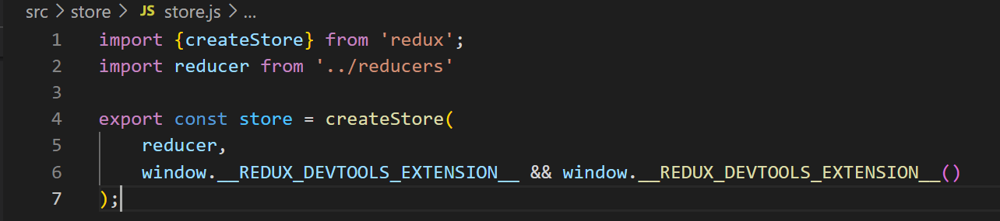 src > store > JS store.js > ...
1 import {createStore} from 'redux';
2 import reducer from '../reducers'
3
4 export const store = createStore(
5     reducer,
6     window.__REDUX_DEVTOOLS_EXTENSION__ && window.__REDUX_DEVTOOLS_EXTENSION__()
7 );